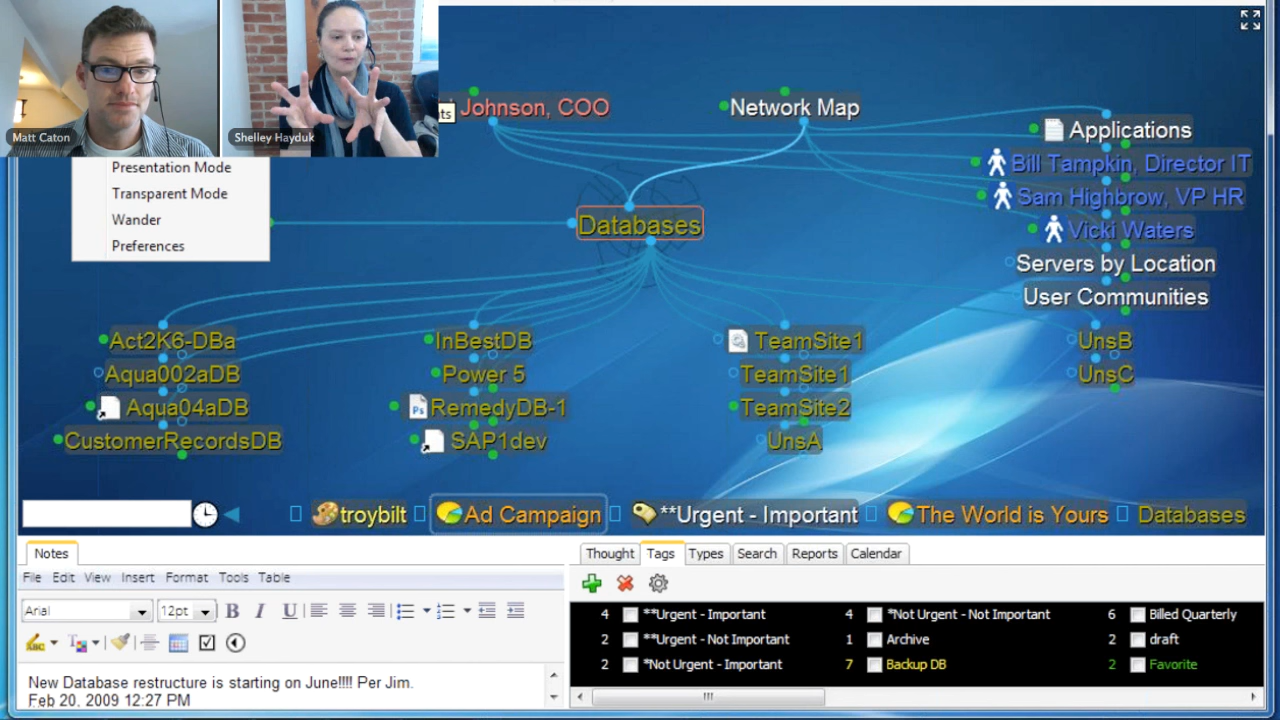 Matt Caton
Shelley Hayduk
ts
Johnson, COO
Network Map
Applications
Bill Tampkin, Director IT
Sam Highbrow, VP HR
Vicki Waters
Servers by Location
User Communities
Presentation Mode
Transparent Mode
Wander
Preferences
Databases
Act2K6-DBa
Aqua002aDB
Aqua04aDB
CustomerRecordsDB
InBestDB
Power 5
Ps
RemedyDB-1
SAP1dev
TeamSite1
TeamSite1
TeamSite2
UnsA
UnsB
UnsC
troybilt
Ad Campaign
**Urgent - Important
The World is Yours
Databases
Notes
File Edit View Insert Format Tools Table
Arial 12pt B I U
New Database restructure is starting on June!!!! Per Jim.
Feb 20, 2009 12:27 PM
Thought Tags Types Search Reports Calendar
4 **Urgent - Important 4 *Not Urgent - Not Important 6 Billed Quarterly
2 **Urgent - Not Important 1 Archive 2 draft
2 *Not Urgent - Important 7 Backup DB 2 Favorite